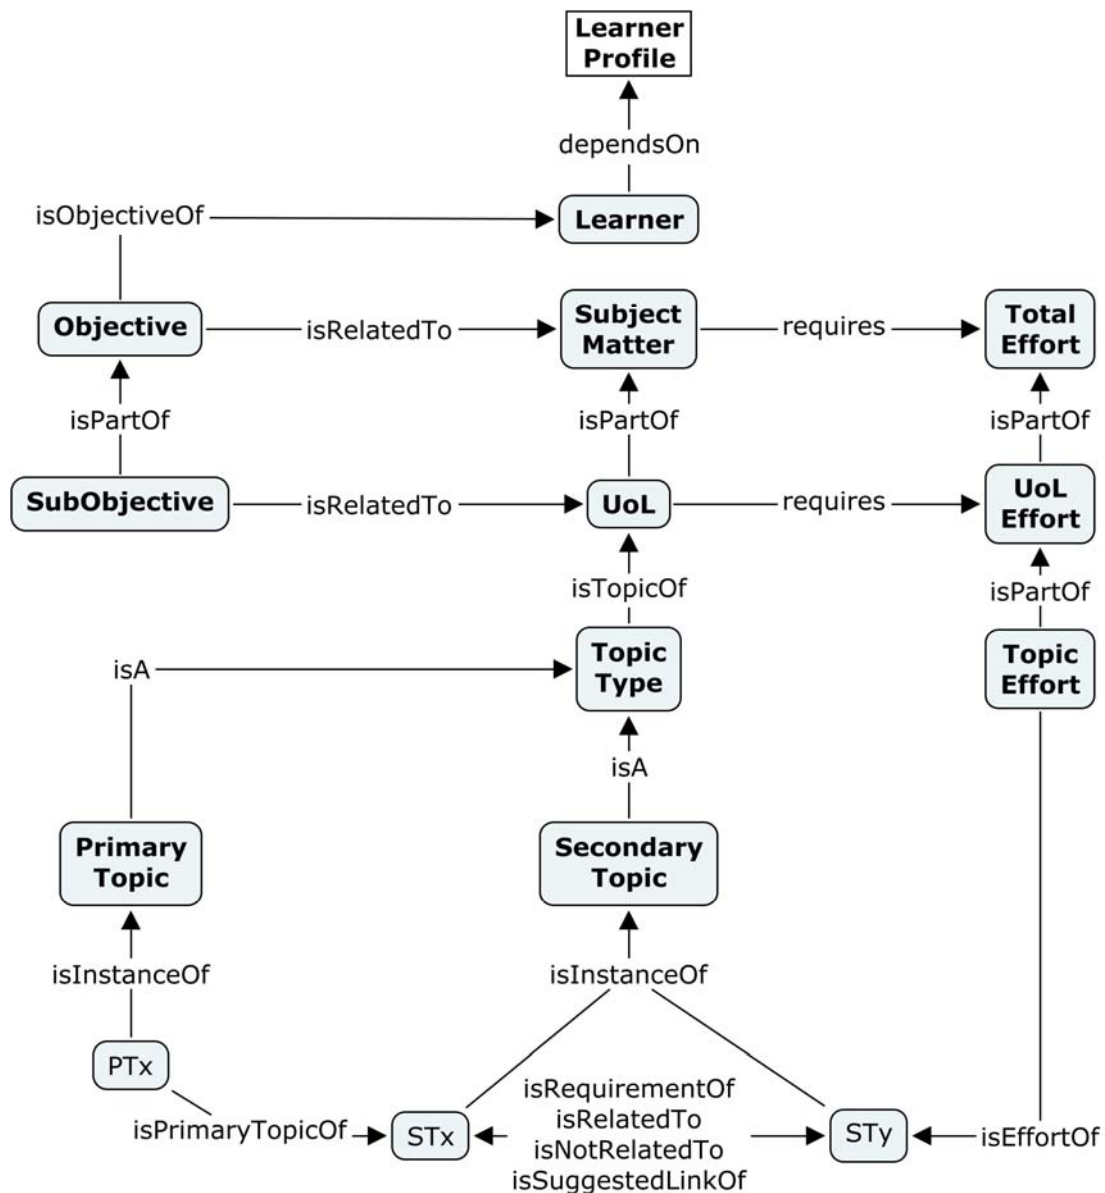 Learner
Profile
dependsOn
isObjectiveOf
Learner
Objective
isRelatedTo
Subject
Matter
requires
Total
Effort
isPartOf
isPartOf
isPartOf
SubObjective
isRelatedTo
UoL
requires
UoL
Effort
isTopicOf
isPartOf
isA
Topic
Type
Topic
Effort
isA
Primary
Topic
Secondary
Topic
isInstanceOf
isInstanceOf
PTx
isPrimaryTopicOf
STx
isRequirementOf
isRelatedTo
isNotRelatedTo
isSuggestedLinkOf
STy
isEffortOf